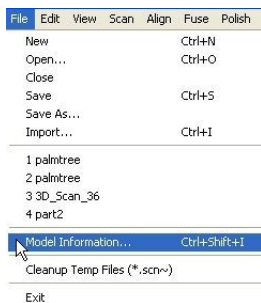 File Edit View Scan Align Fuse Polish
New Ctrl+N
Open... Ctrl+O
Close
Save Ctrl+S
Save As...
Import... Ctrl+I
1 palmtree
2 palmtree
3 3D_Scan_36
4 part2
Model Information... Ctrl+Shift+I
Cleanup Temp Files (*.scn~)
Exit